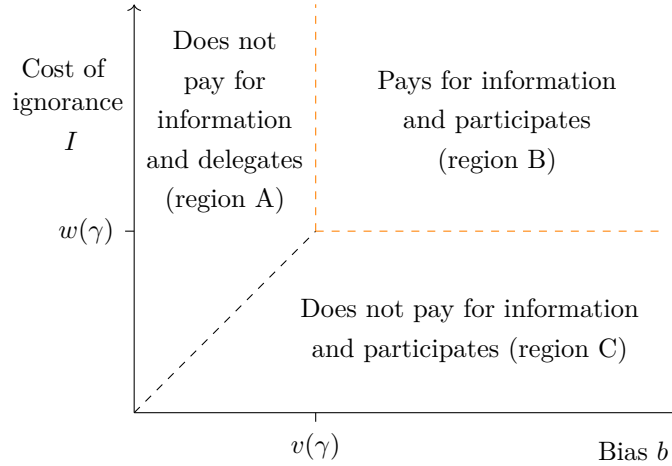 Does not
pay for
information
and delegates
(region A)
Cost of
ignorance
I
Pays for information
and participates
(region B)
w(γ)
Does not pay for information
and participates (region C)
v(γ)
Bias b